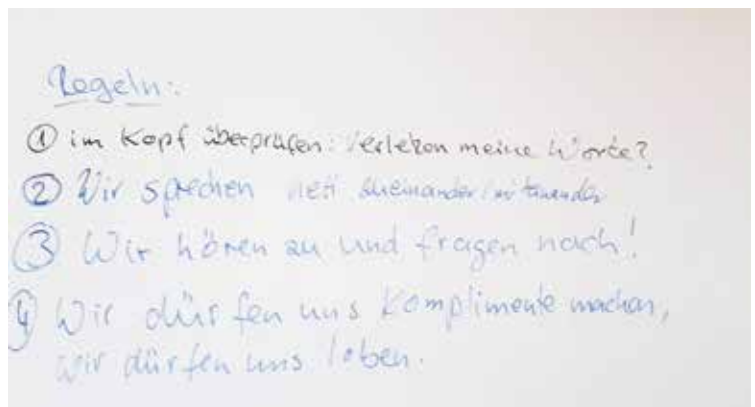 Regeln:
① im Kopf überprüfen: verletzen meine Worte?
② Wir sprechen nett zueinander/miteinander
③ Wir hören zu und fragen nach!
④ Wir dürfen uns Komplimente machen,
wir dürfen uns loben.